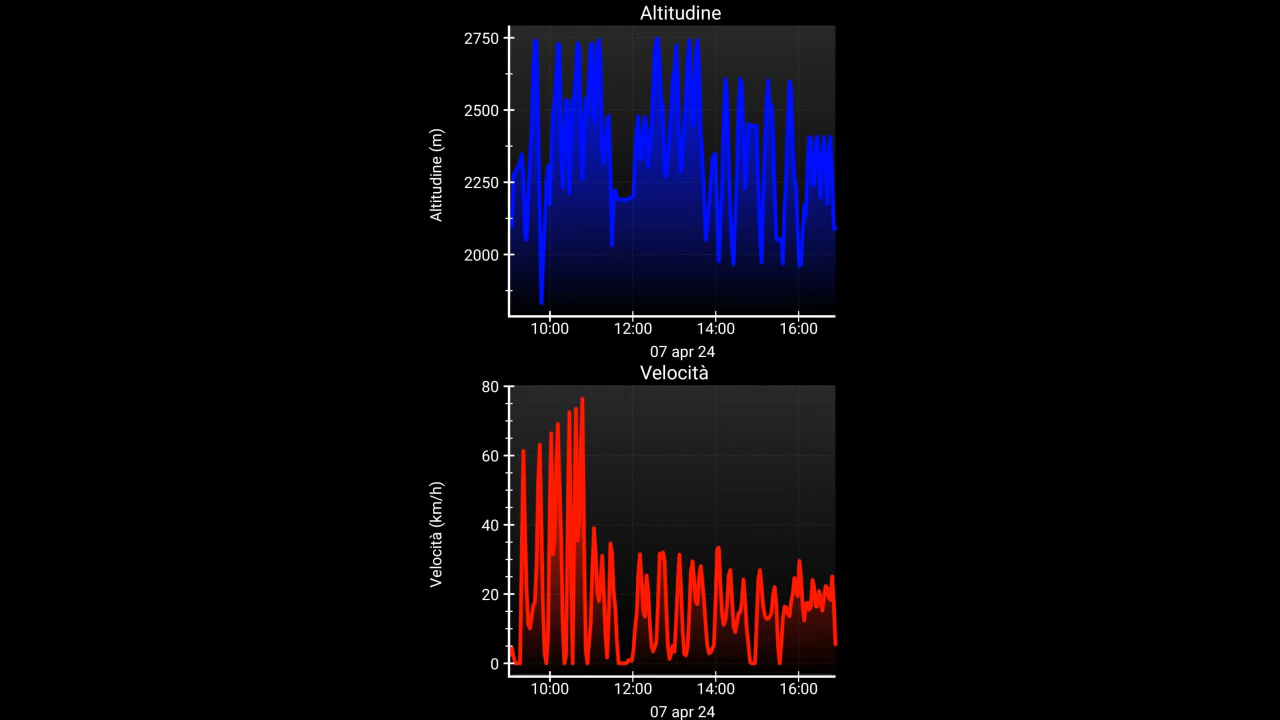 Altitudine
2750
2500
2250
2000
Altitudine (m)
10:00 12:00 14:00 16:00
07 apr 24
Velocità
80
60
40
20
0
Velocità (km/h)
10:00 12:00 14:00 16:00
07 apr 24